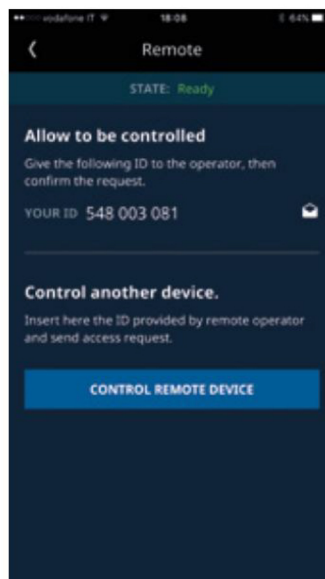 vodafone IT 18:08 64%
Remote
STATE: Ready
Allow to be controlled
Give the following ID to the operator, then
confirm the request.
YOUR ID 548 003 081
Control another device.
Insert here the ID provided by remote operator
and send access request.
CONTROL REMOTE DEVICE